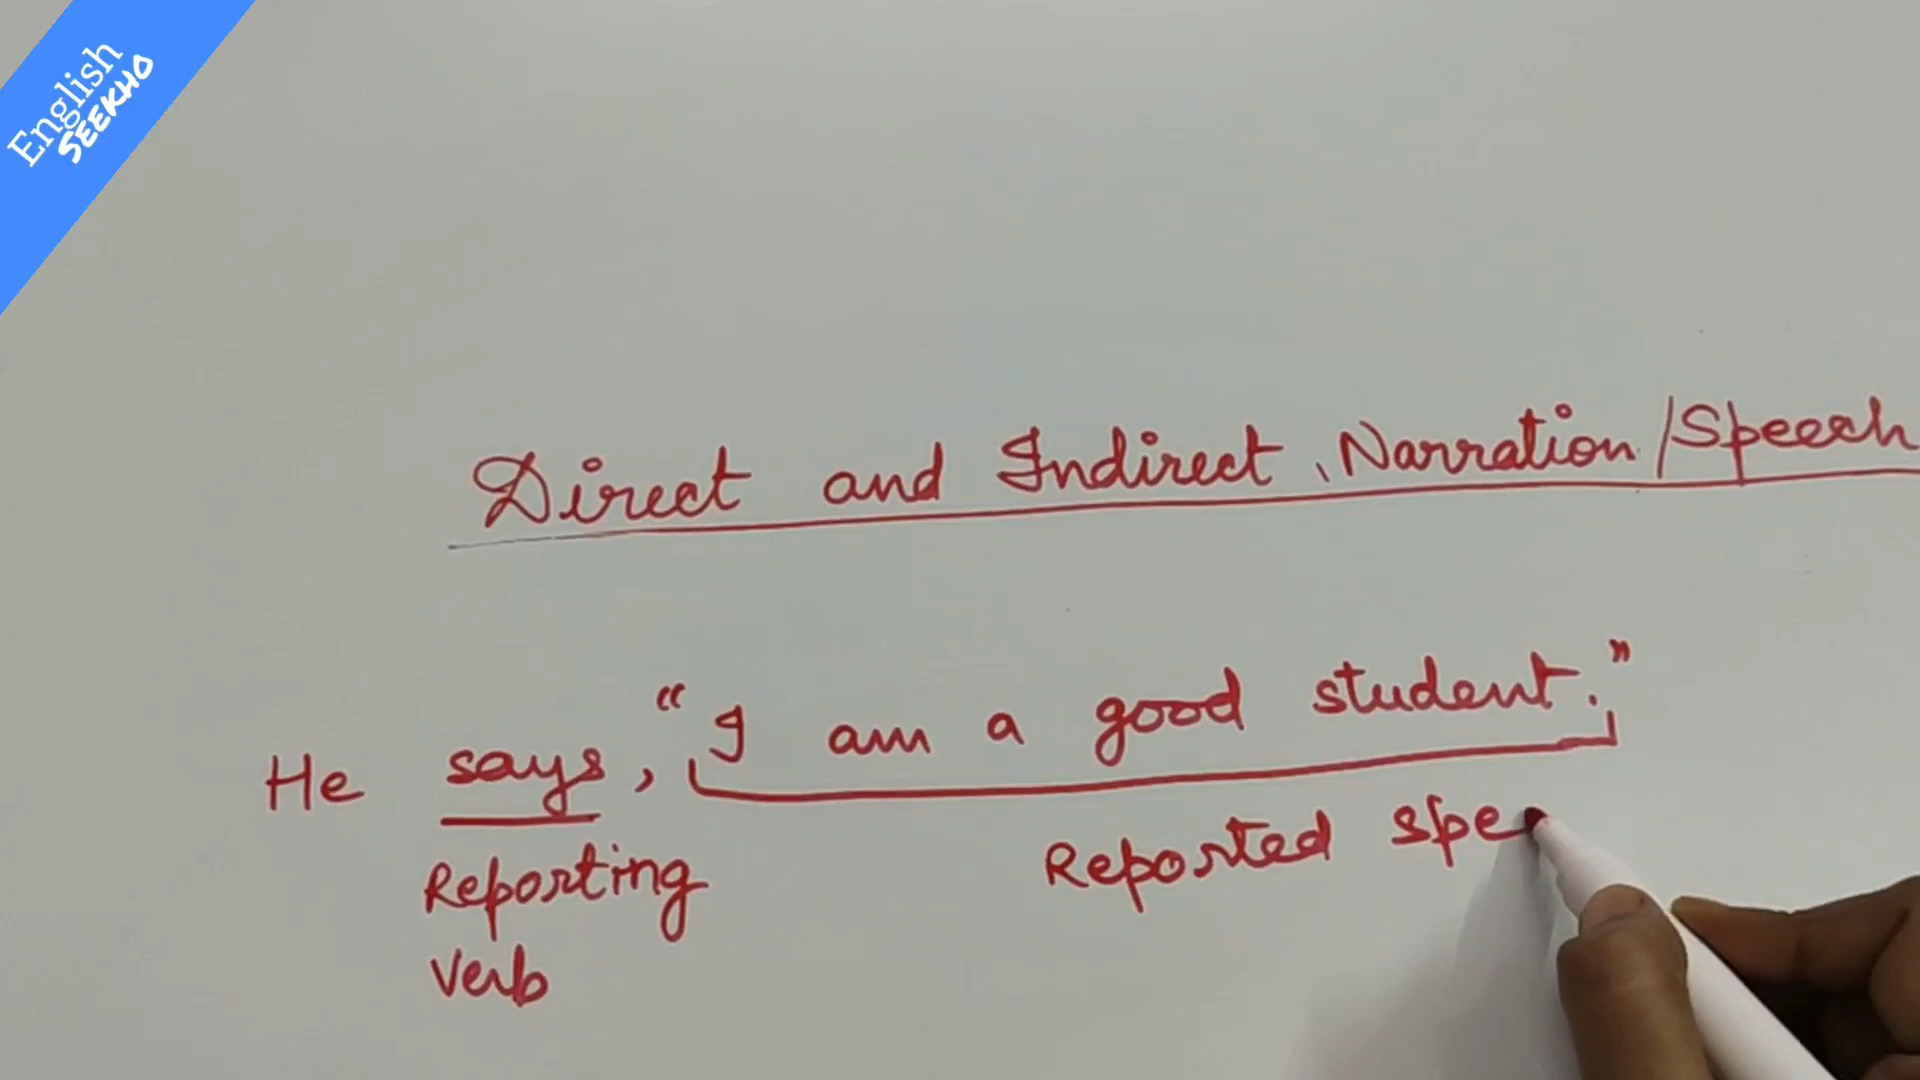 English
SEEKHO
Direct and Indirect, Narration/Speech
He says, “I am a good student.”
Reporting
Verb
Reported spe